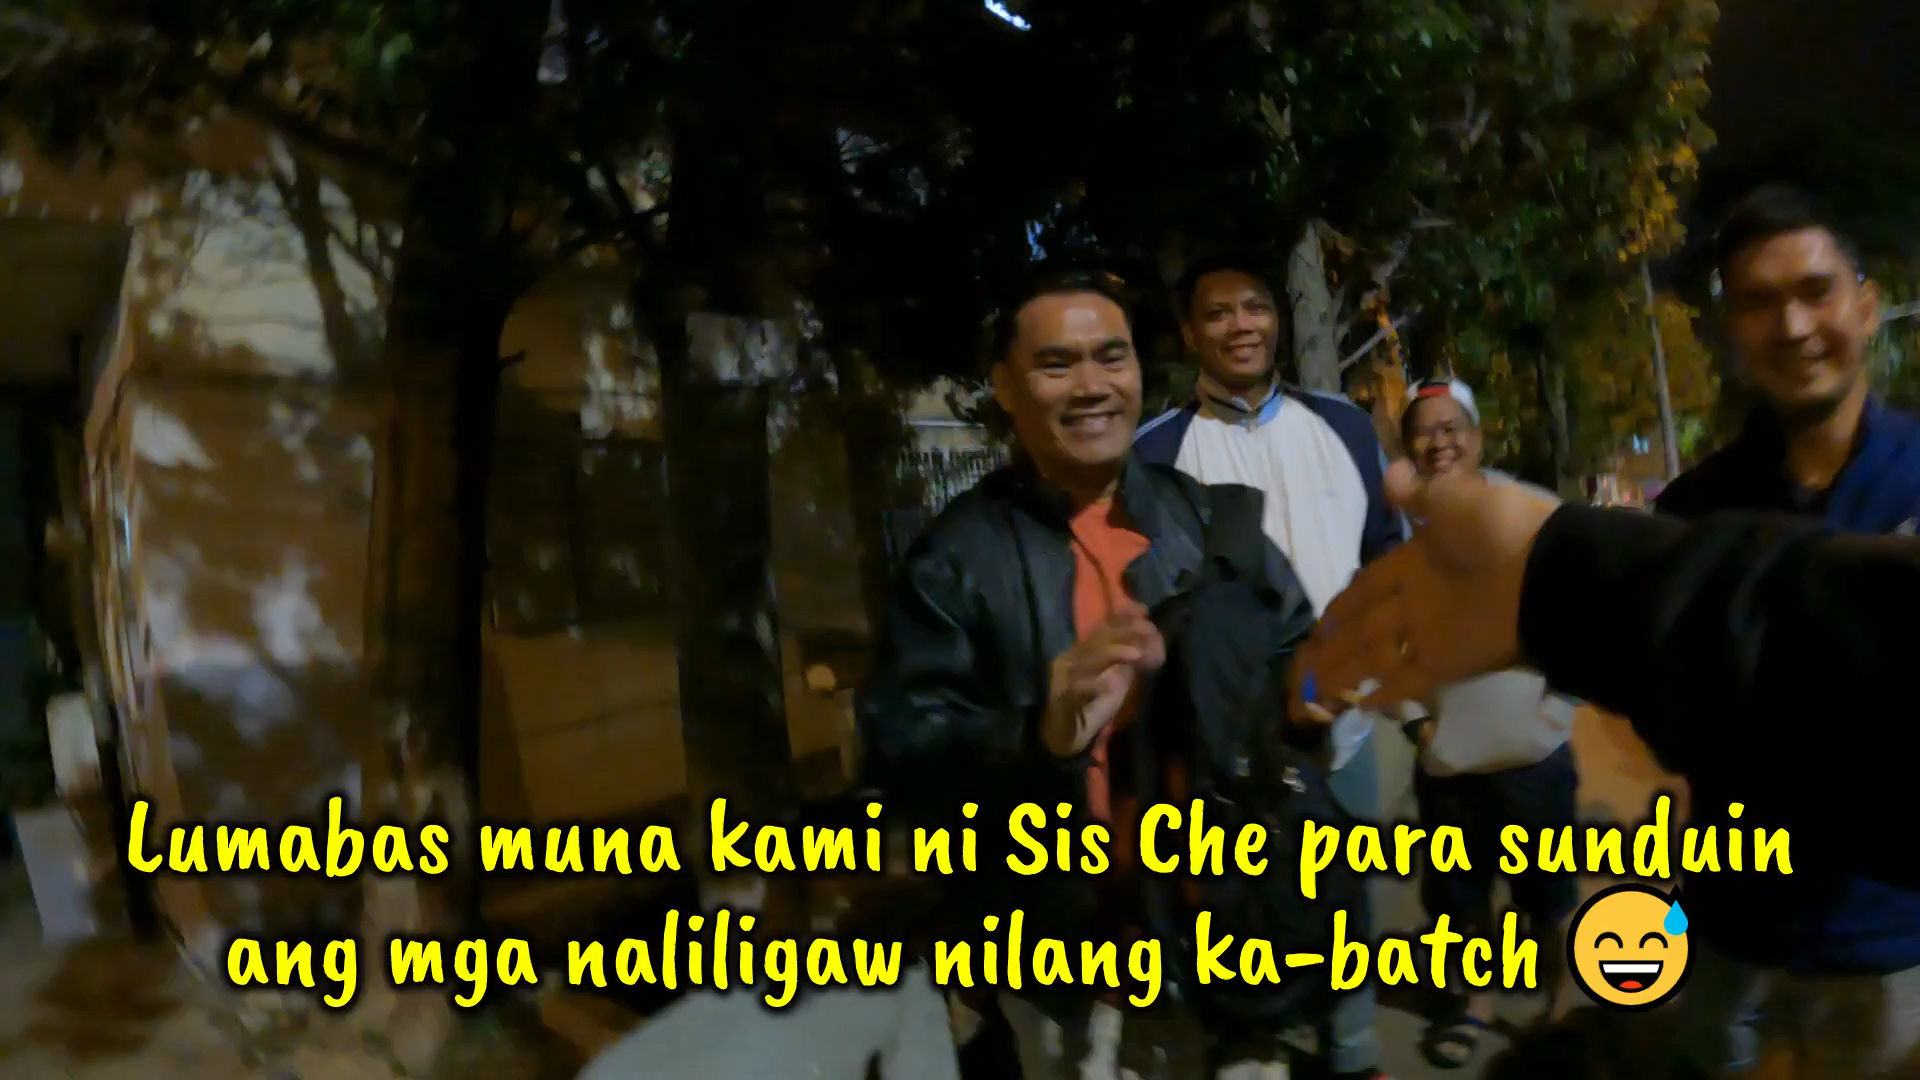 Lumabas muna kami ni Sis Che para sunduin
ang mga naliligaw nilang ka-batch 😅